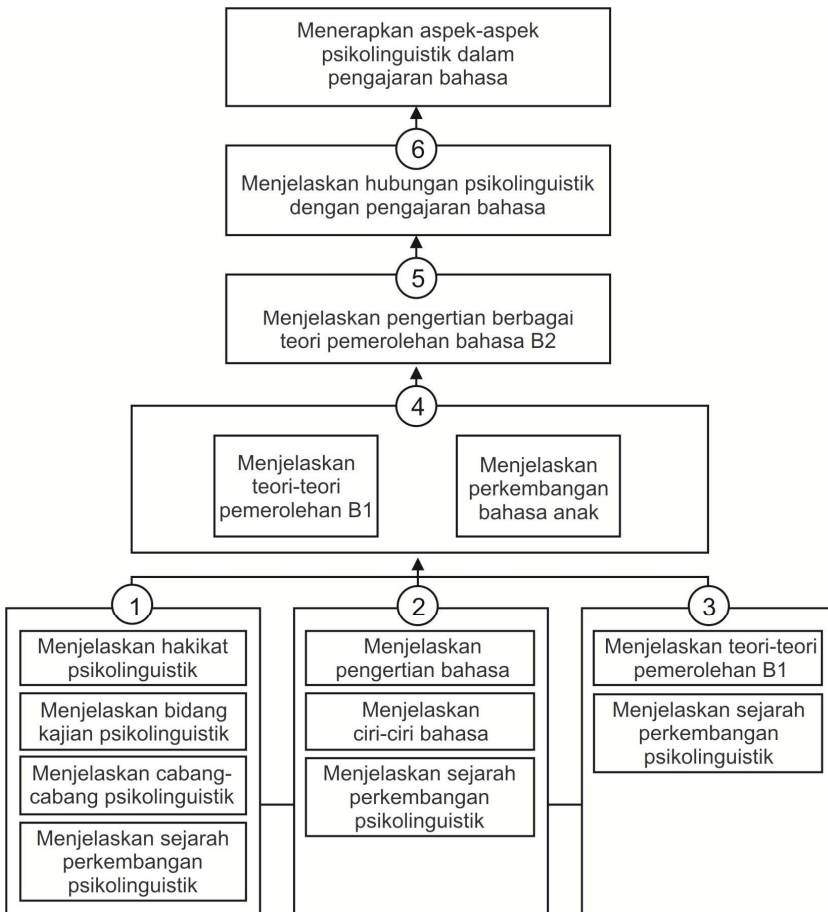 Menerapkan aspek-aspek
psikolinguistik dalam
pengajaran bahasa
6
Menjelaskan hubungan psikolinguistik
dengan pengajaran bahasa
5
Menjelaskan pengertian berbagai
teori pemerolehan bahasa B2
4
Menjelaskan
teori-teori
pemerolehan B1
Menjelaskan
perkembangan
bahasa anak
1
Menjelaskan hakikat
psikolinguistik
Menjelaskan bidang
kajian psikolinguistik
Menjelaskan cabang-
cabang psikolinguistik
Menjelaskan sejarah
perkembangan
psikolinguistik
2
Menjelaskan
pengertian bahasa
Menjelaskan
ciri-ciri bahasa
Menjelaskan sejarah
perkembangan
psikolinguistik
3
Menjelaskan teori-teori
pemerolehan B1
Menjelaskan sejarah
perkembangan
psikolinguistik